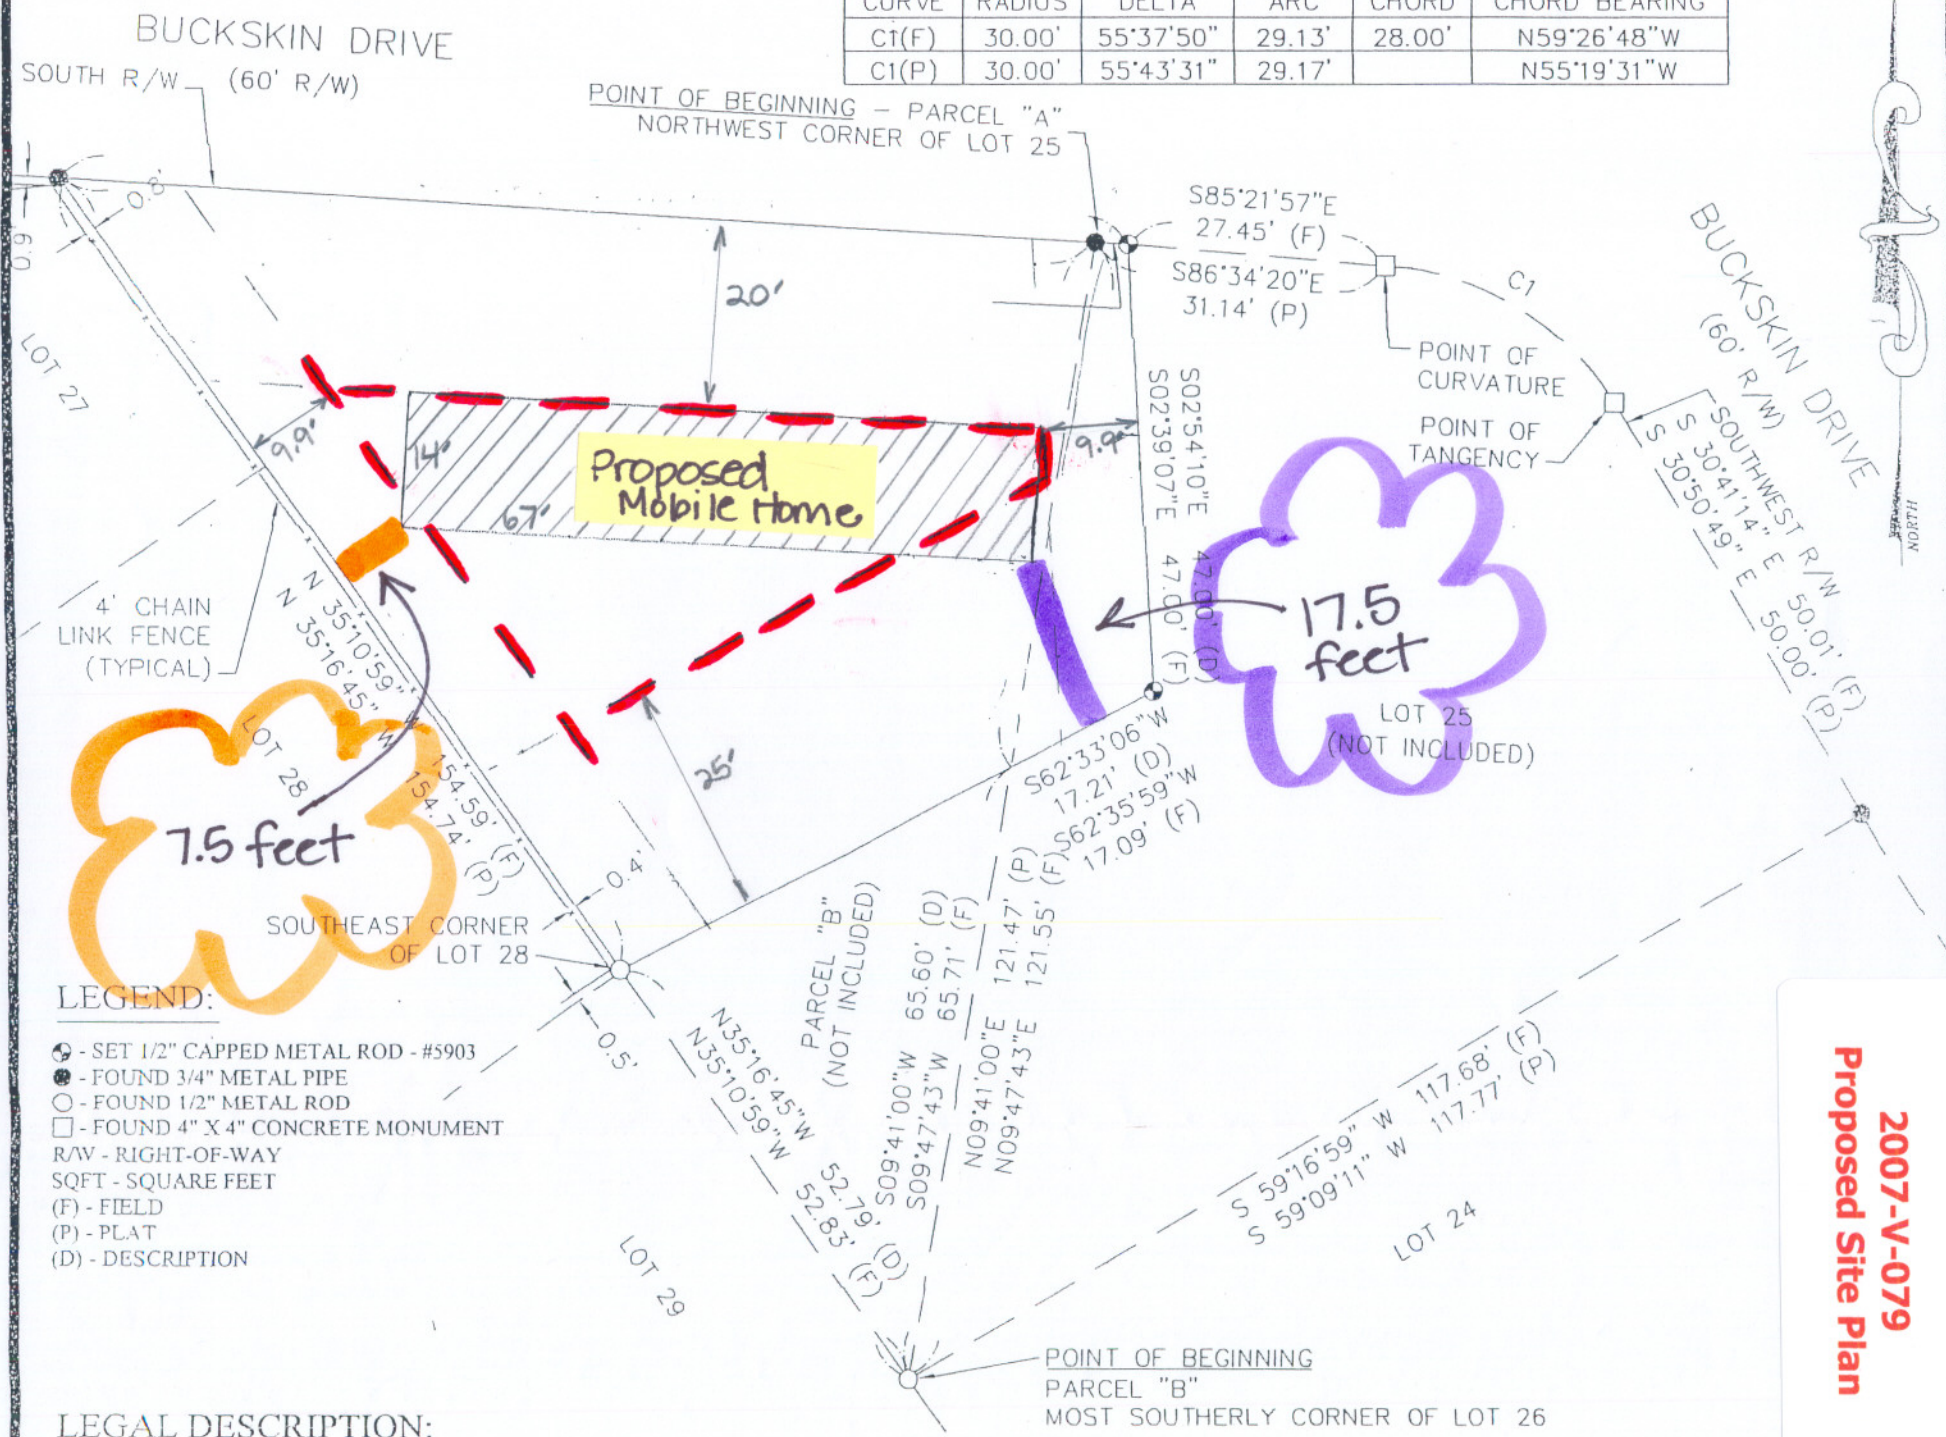 CURVE RADIUS DELTA ARC CHORD CHORD BEARING
C1(F) 30.00' 55°37'50" 29.13' 28.00' N59°26'48"W
C1(P) 30.00' 55°43'31" 29.17' N55°19'31"W
BUCKSKIN DRIVE
(60' R/W)
SOUTH R/W
POINT OF BEGINNING - PARCEL "A"
NORTHWEST CORNER OF LOT 25
0.8'
6.0
S85°21'57"E
27.45' (F)
S86°34'20"E
31.14' (P)
C1
BUCKSKIN DRIVE
(60' R/W)
POINT OF
CURVATURE
POINT OF
TANGENCY
SOUTHWEST R/W
S 30°41'14" E 50.01' (F)
S 30°50'49" E 50.00' (P)
NORTH
LOT 27
20'
9.9'
14'
67'
Proposed
Mobile Home
9.9'
S02°54'10"E 47.00' (D)
S02°39'07"E 47.00' (F)
17.5
feet
LOT 25
(NOT INCLUDED)
4' CHAIN
LINK FENCE
(TYPICAL)
N 35°10'59" W 154.59' (F)
N 35°16'45" W 154.74' (P)
LOT 28
7.5 feet
25'
S62°33'06"W
17.21' (D)
S62°35'59"W
17.09' (F)
0.4'
SOUTHEAST CORNER
OF LOT 28
0.5'
PARCEL "B"
(NOT INCLUDED)
S09°41'00"W 65.60' (D)
S09°47'43"W 65.71' (F)
N09°41'00"E 121.47' (P)
N09°47'43"E 121.55' (F)
N35°16'45"W 52.79' (D)
N35°10'59"W 52.83' (F)
S 59°16'59" W 117.68' (F)
S 59°09'11" W 117.77' (P)
LOT 24
LOT 29
LEGEND:
- SET 1/2" CAPPED METAL ROD - #5903
- FOUND 3/4" METAL PIPE
- FOUND 1/2" METAL ROD
- FOUND 4" X 4" CONCRETE MONUMENT
R/W - RIGHT-OF-WAY
SQFT - SQUARE FEET
(F) - FIELD
(P) - PLAT
(D) - DESCRIPTION
POINT OF BEGINNING
PARCEL "B"
MOST SOUTHERLY CORNER OF LOT 26
2007-V-079
Proposed Site Plan
LEGAL DESCRIPTION: